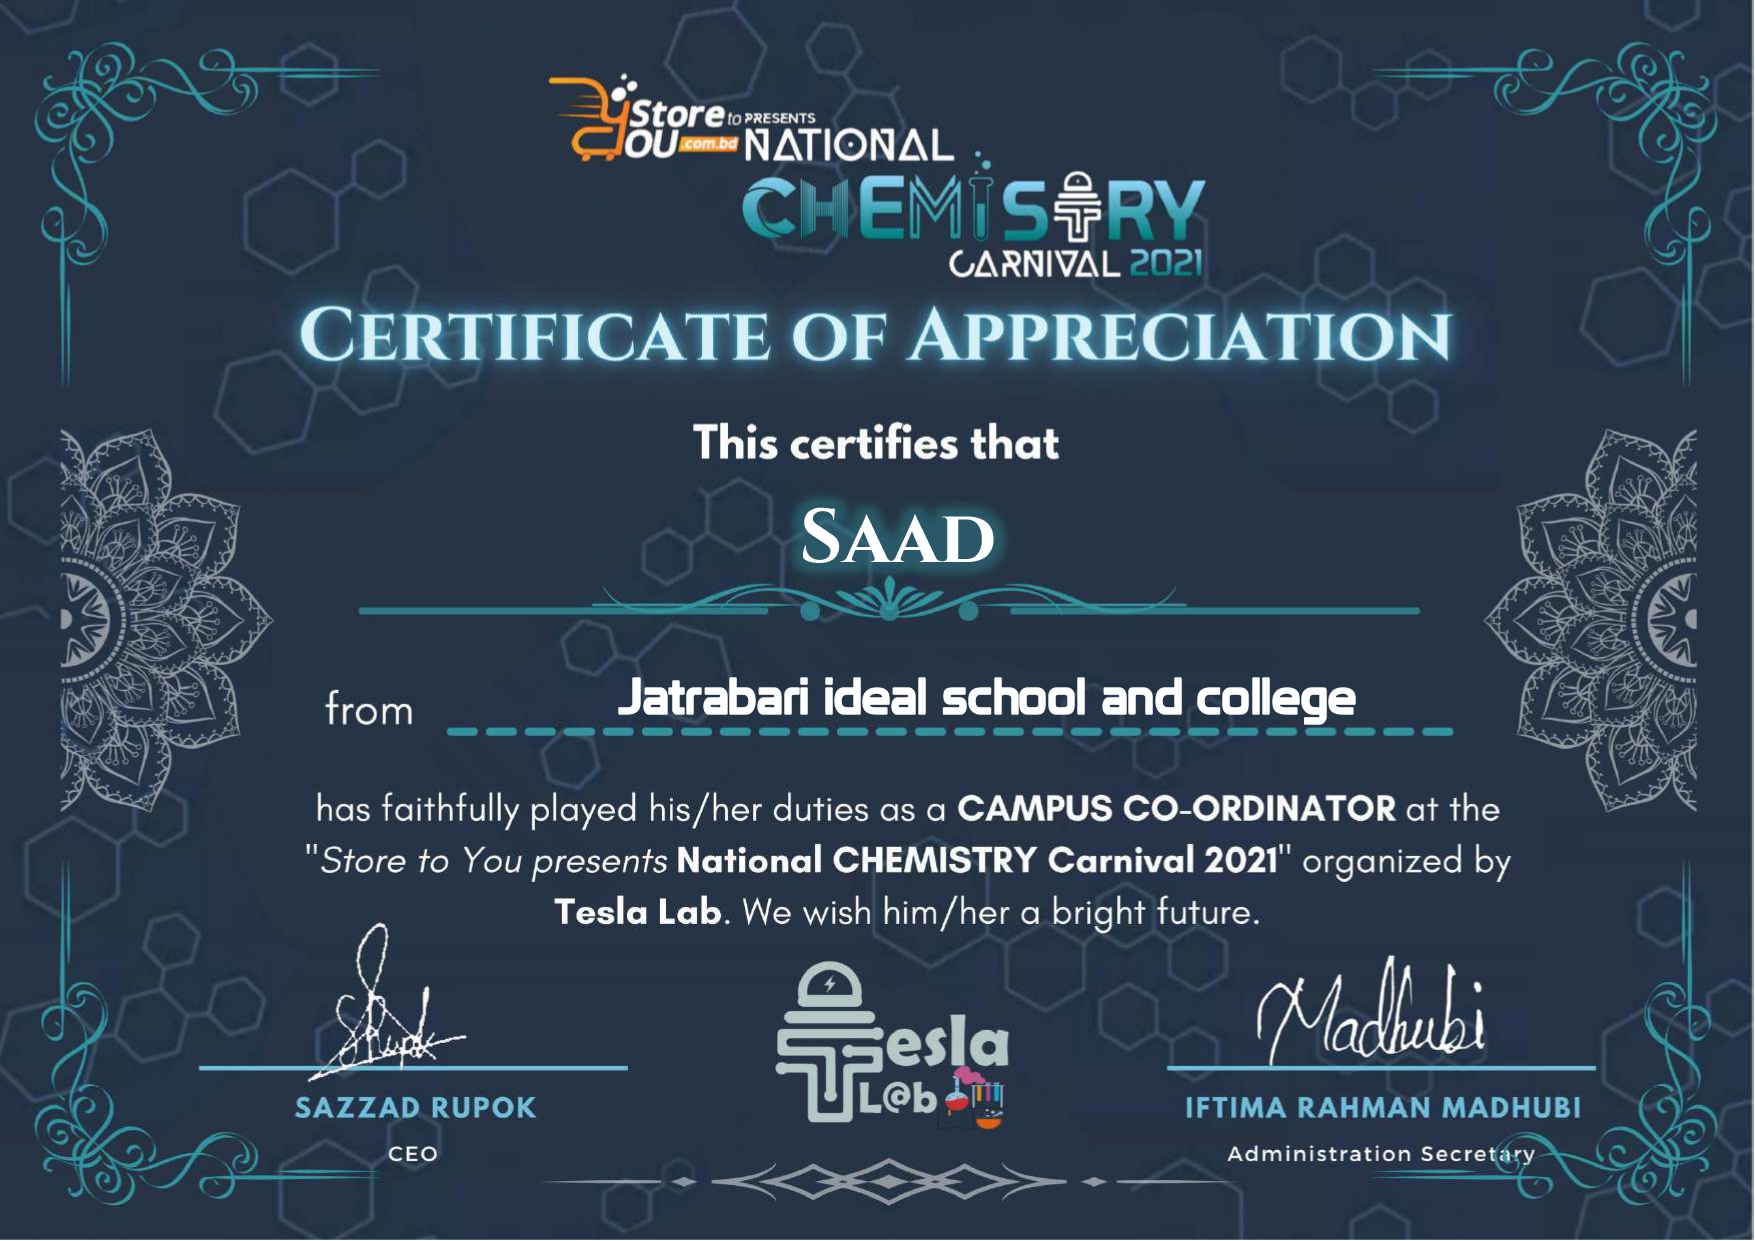 Store to PRESENTS
YOU .com.bd NATIONAL
CHEMISTRY
CARNIVAL 2021
CERTIFICATE OF APPRECIATION
This certifies that
SAAD
from Jatrabari ideal school and college
has faithfully played his/her duties as a CAMPUS CO-ORDINATOR at the
"Store to You presents National CHEMISTRY Carnival 2021" organized by
Tesla Lab. We wish him/her a bright future.
Rupok
Madhubi
Tesla
L@b
SAZZAD RUPOK
IFTIMA RAHMAN MADHUBI
CEO
Administration Secretary